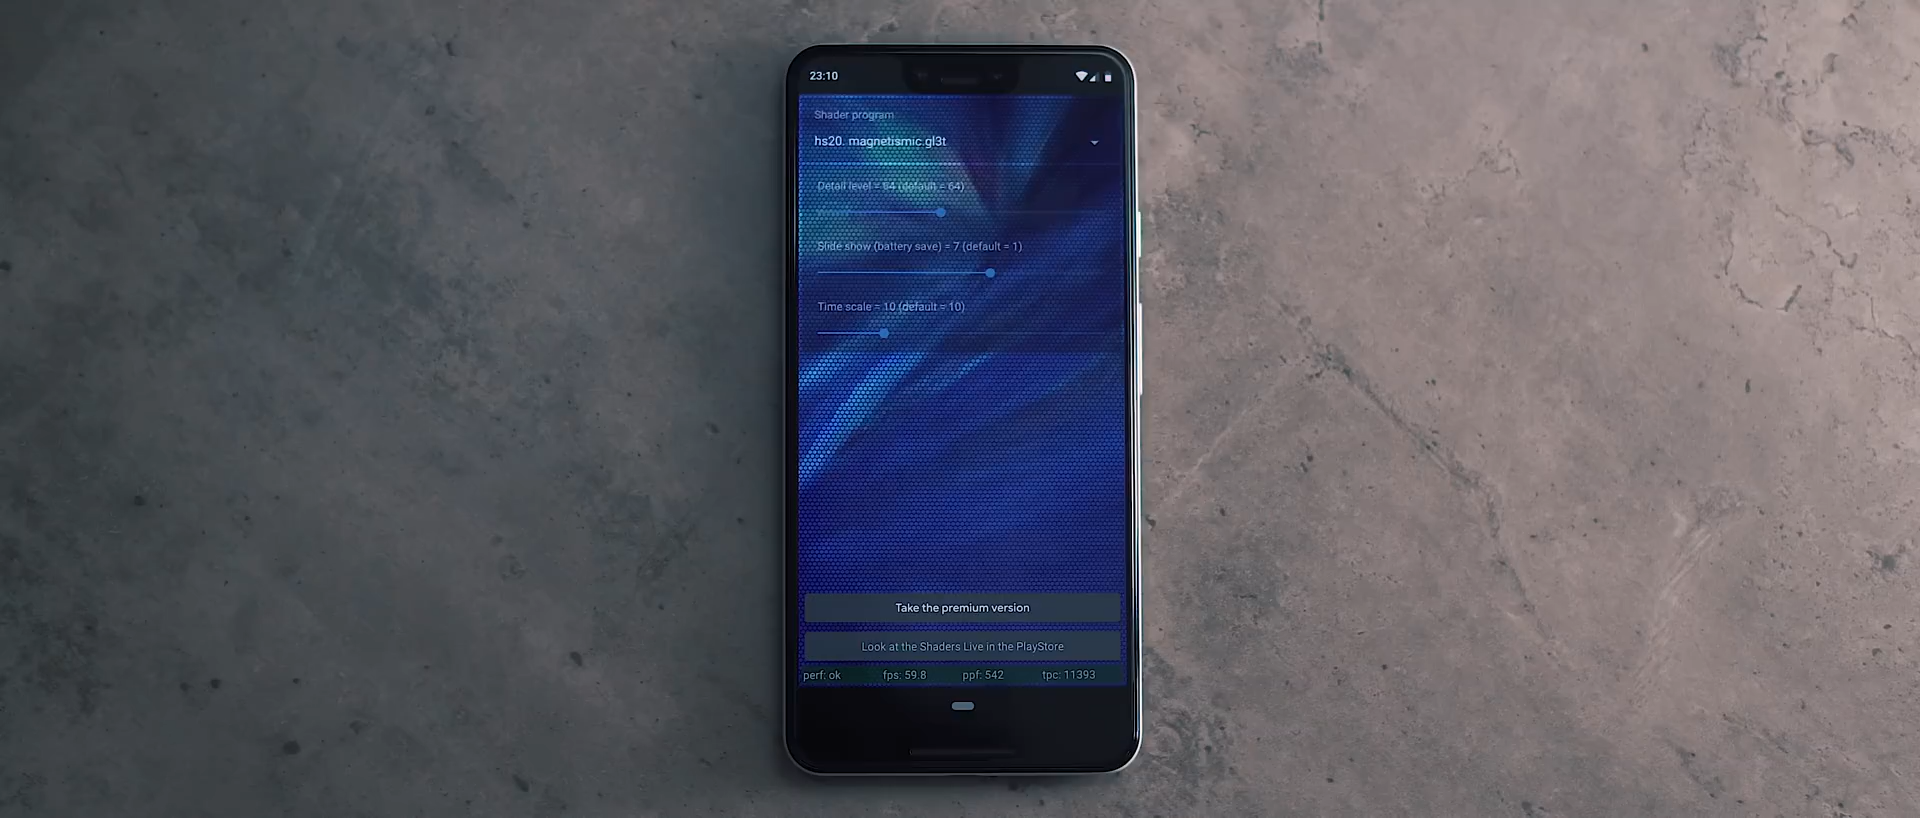 23:10
Shader program
hs20. magnetismic.gl3t
Detail level = 64 (default = 64)
Slide show (battery save) = 7 (default = 1)
Time scale = 10 (default = 10)
Take the premium version
Look at the Shaders Live in the PlayStore
perf: ok fps: 59.8 ppf: 542 tpc: 11393